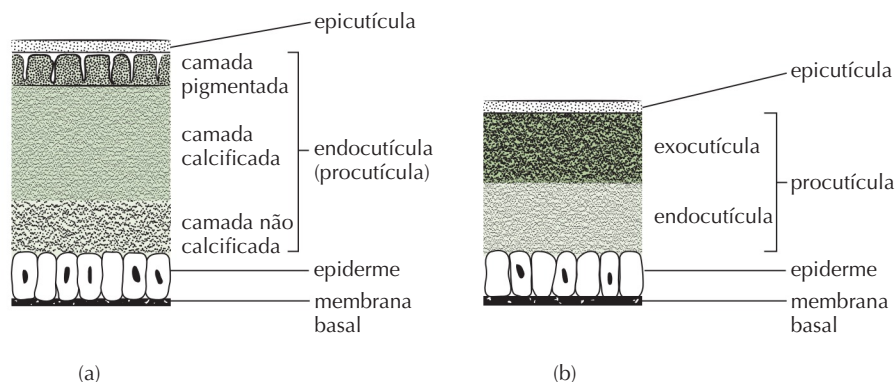 epicutícula
camada
pigmentada
camada
calcificada
endocutícula
(procutícula)
camada não
calcificada
epiderme
membrana
basal
(a)
epicutícula
exocutícula
procutícula
endocutícula
epiderme
membrana
basal
(b)